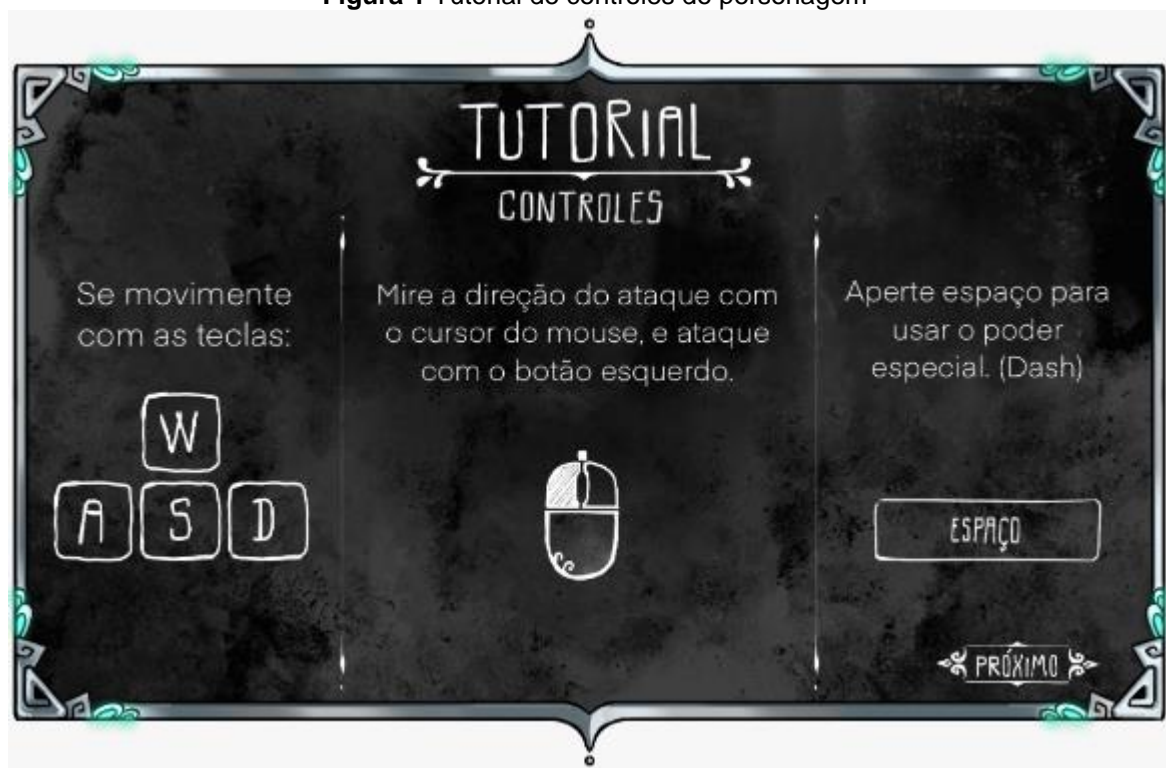 Figura 1 Tutorial de controles do personagem
TUTORIAL
CONTROLES
Se movimente
com as teclas:
W
A S D
Mire a direção do ataque com
o cursor do mouse, e ataque
com o botão esquerdo.
Aperte espaço para
usar o poder
especial. (Dash)
ESPAÇO
PRÓXIMO